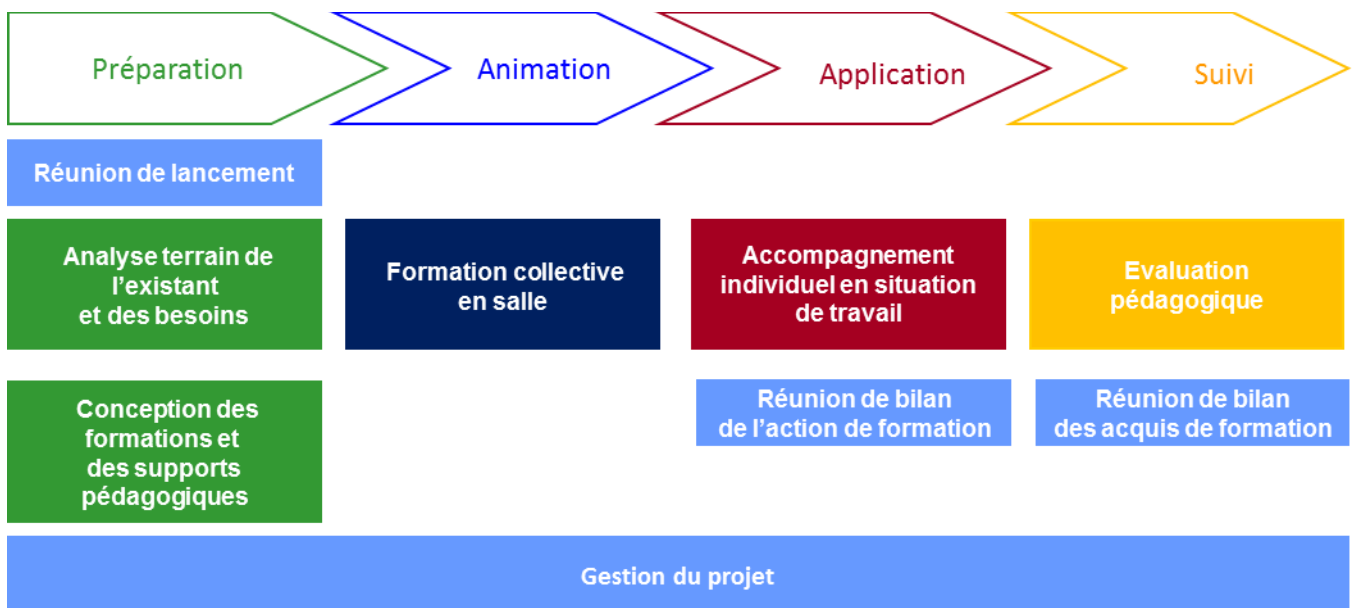 Préparation
Animation
Application
Suivi
Réunion de lancement
Analyse terrain de
l'existant
et des besoins
Formation collective
en salle
Accompagnement
individuel en situation
de travail
Evaluation
pédagogique
Conception des
formations et
des supports
pédagogiques
Réunion de bilan
de l'action de formation
Réunion de bilan
des acquis de formation
Gestion du projet